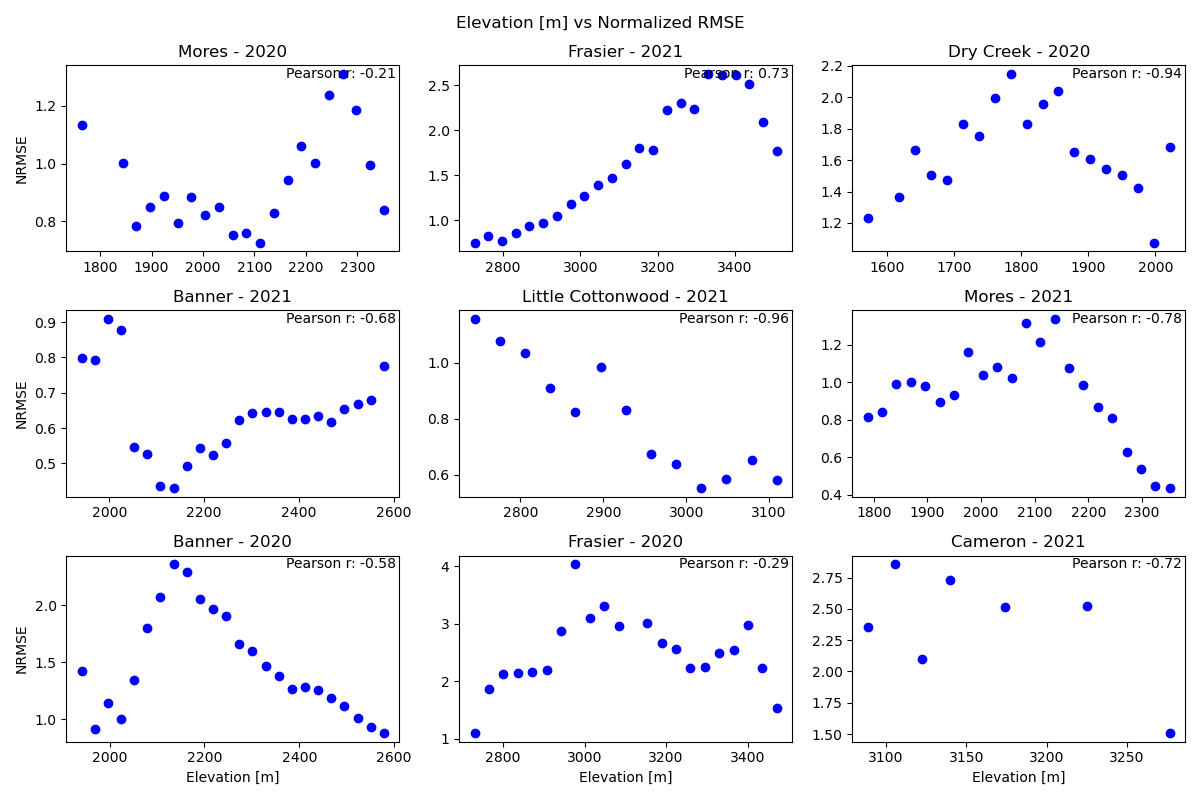 Elevation [m] vs Normalized RMSE
Mores - 2020
Frasier - 2021
Dry Creek - 2020
Pearson r: -0.21
Pearson r: 0.73
Pearson r: -0.94
NRMSE
1.2
1.0
0.8
2.5
2.0
1.5
1.0
2.2
2.0
1.8
1.6
1.4
1.2
1800 1900 2000 2100 2200 2300
2800 3000 3200 3400
1600 1700 1800 1900 2000
Banner - 2021
Little Cottonwood - 2021
Mores - 2021
Pearson r: -0.68
Pearson r: -0.96
Pearson r: -0.78
NRMSE
0.9
0.8
0.7
0.6
0.5
1.0
0.8
0.6
1.2
1.0
0.8
0.6
0.4
2000 2200 2400 2600
2800 2900 3000 3100
1800 1900 2000 2100 2200 2300
Banner - 2020
Frasier - 2020
Cameron - 2021
Pearson r: -0.58
Pearson r: -0.29
Pearson r: -0.72
NRMSE
2.0
1.5
1.0
4
3
2
1
2.75
2.50
2.25
2.00
1.75
1.50
2000 2200 2400 2600
2800 3000 3200 3400
3100 3150 3200 3250
Elevation [m]
Elevation [m]
Elevation [m]